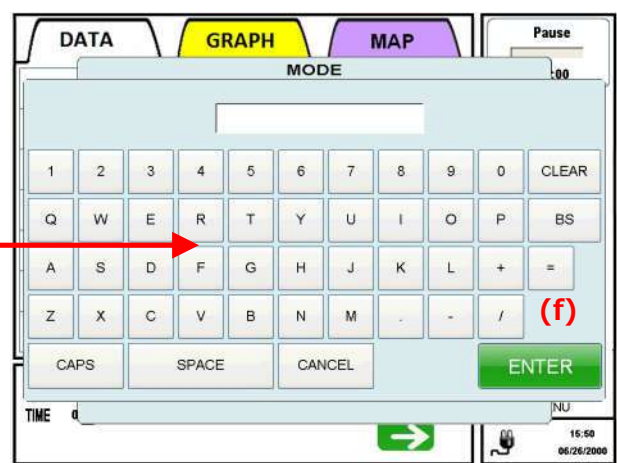 DATA GRAPH MAP Pause
MODE :00
1 2 3 4 5 6 7 8 9 0 CLEAR
Q W E R T Y U I O P BS
A S D F G H J K L + =
Z X C V B N M . - / (f)
CAPS SPACE CANCEL ENTER
TIME NU
15:50
06/26/2000